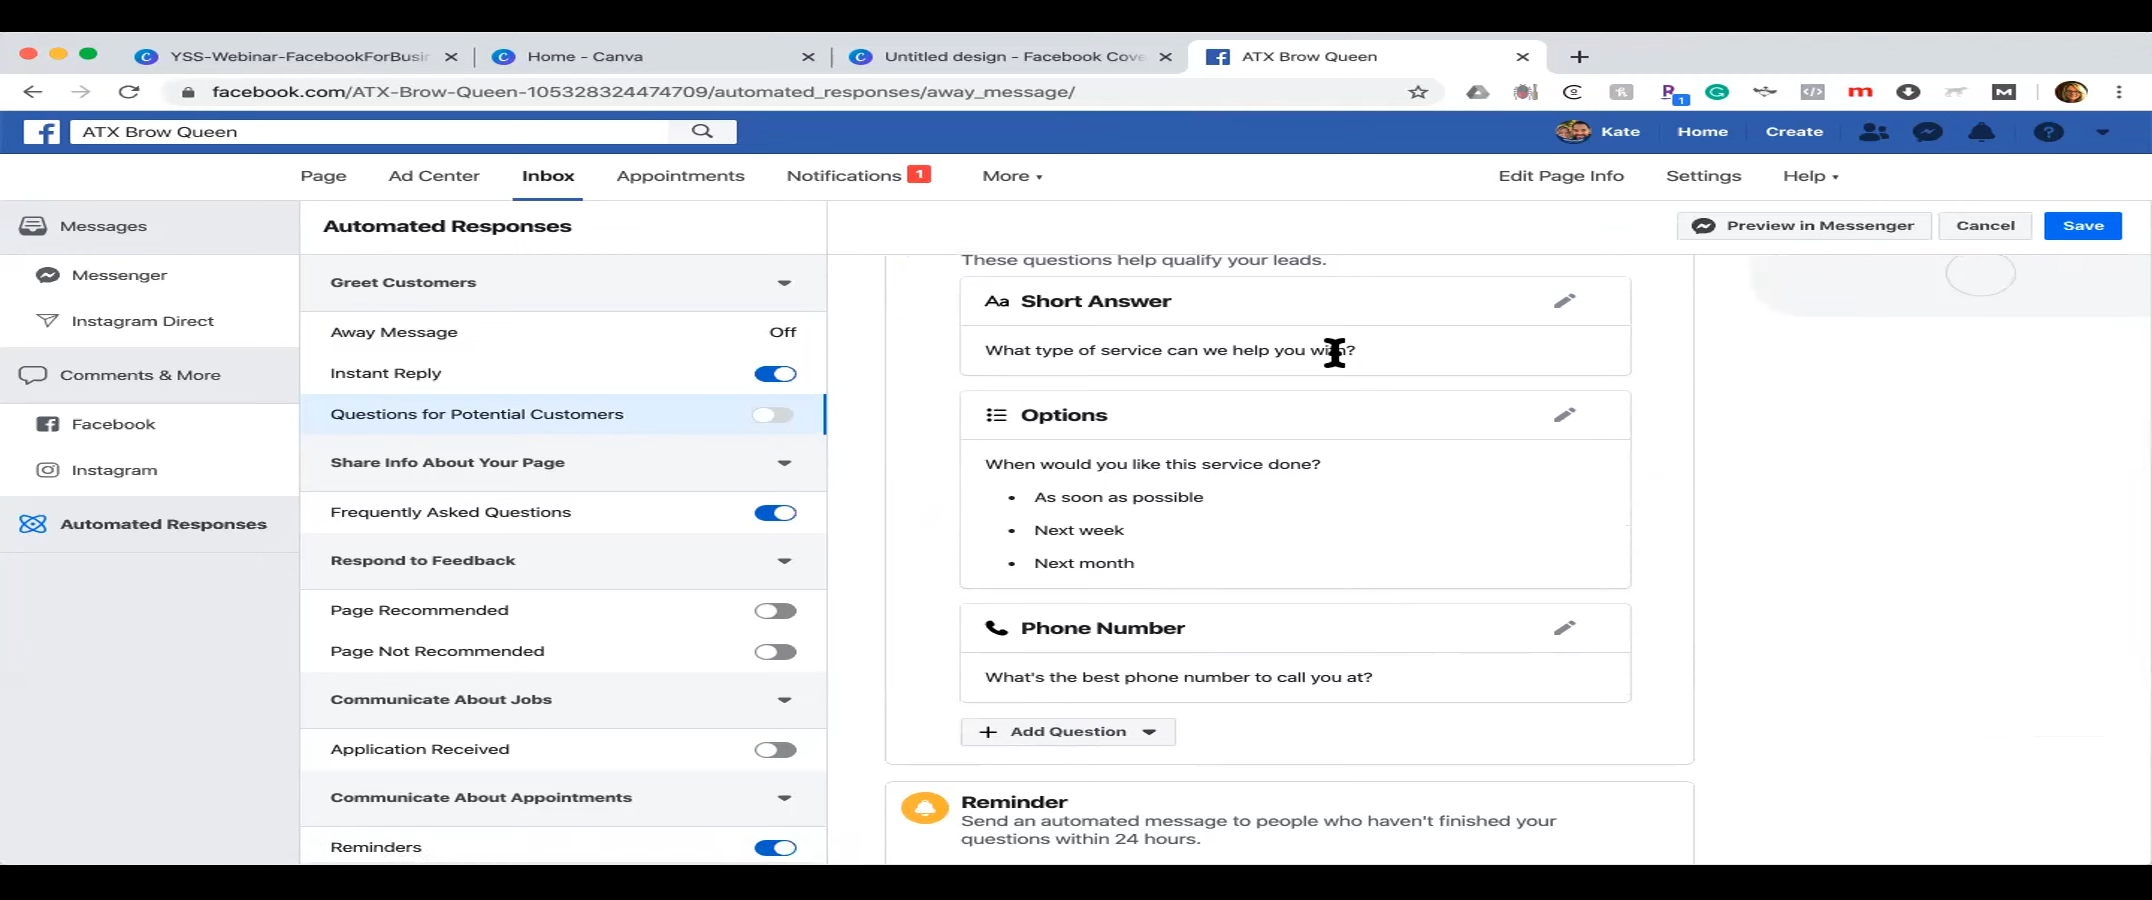 YSS-Webinar-FacebookForBusir
Home - Canva
Untitled design - Facebook Cove
ATX Brow Queen
facebook.com/ATX-Brow-Queen-105328324474709/automated_responses/away_message/
1
ATX Brow Queen
Kate
Home
Create
Page
Ad Center
Inbox
Appointments
Notifications 1
More
Edit Page Info
Settings
Help
Messages
Messenger
Instagram Direct
Comments & More
Facebook
Instagram
Automated Responses
Automated Responses
Greet Customers
Away Message Off
Instant Reply
Questions for Potential Customers
Share Info About Your Page
Frequently Asked Questions
Respond to Feedback
Page Recommended
Page Not Recommended
Communicate About Jobs
Application Received
Communicate About Appointments
Reminders
Preview in Messenger
Cancel
Save
These questions help qualify your leads.
Aa Short Answer
What type of service can we help you with?
Options
When would you like this service done?
• As soon as possible
• Next week
• Next month
Phone Number
What's the best phone number to call you at?
+ Add Question
Reminder
Send an automated message to people who haven't finished your
questions within 24 hours.